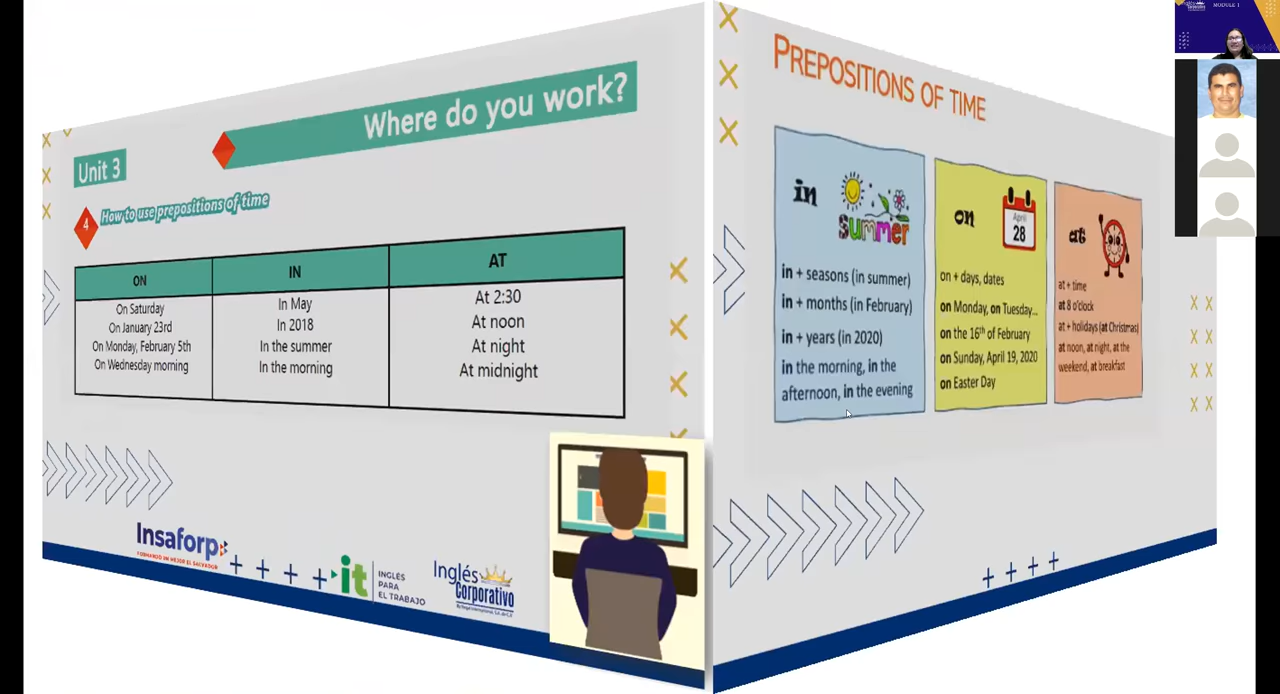 Where do you work?
Unit 3
4
How to use prepositions of time
ON
IN
AT
On Saturday
On January 23rd
On Monday, February 5th
On Wednesday morning
In May
In 2018
In the summer
In the morning
At 2:30
At noon
At night
At midnight
Insaforp
FORMANDO UN MEJOR EL SALVADOR
it
INGLÉS
PARA
EL TRABAJO
Inglés
Corporativo
PREPOSITIONS OF TIME
in
summer
in + seasons (in summer)
in + months (in February)
in + years (in 2020)
in the morning, in the
afternoon, in the evening
on
April
28
on + days, dates
on Monday, on Tuesday...
on the 16th of February
on Sunday, April 19, 2020
on Easter Day
at
at + time
at 8 o'clock
at + holidays (at Christmas)
at noon, at night, at the
weekend, at breakfast
MODULE 1